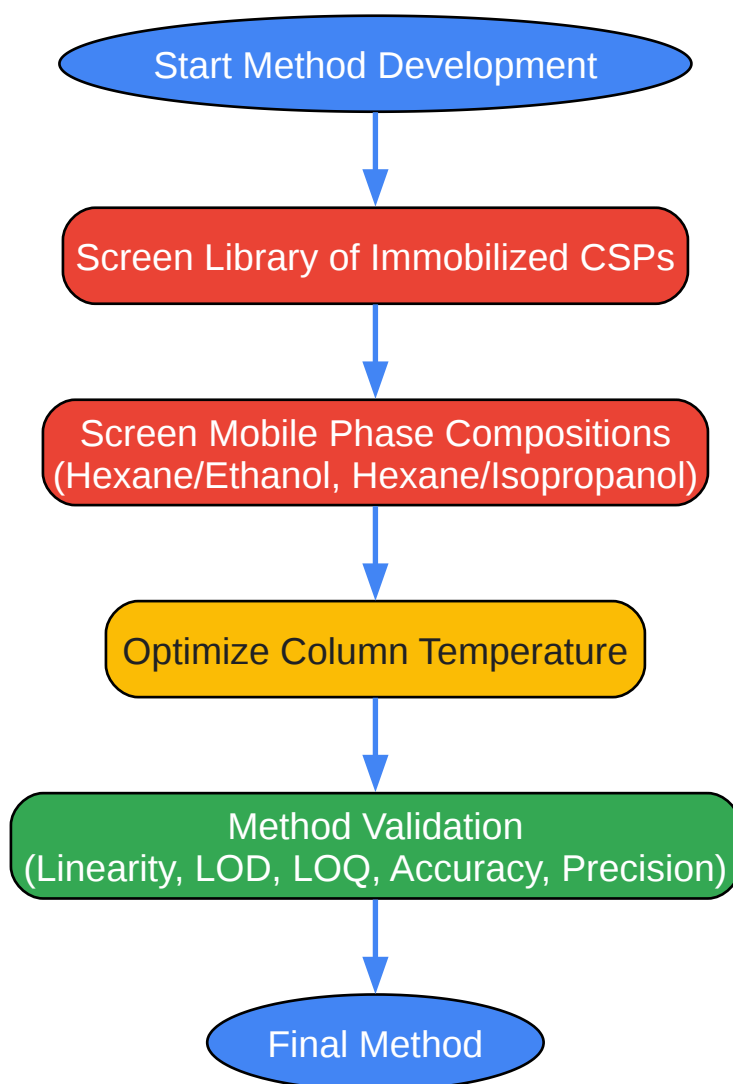 Start Method Development
Screen Library of Immobilized CSPs
Screen Mobile Phase Compositions
(Hexane/Ethanol, Hexane/Isopropanol)
Optimize Column Temperature
Method Validation
(Linearity, LOD, LOQ, Accuracy, Precision)
Final Method